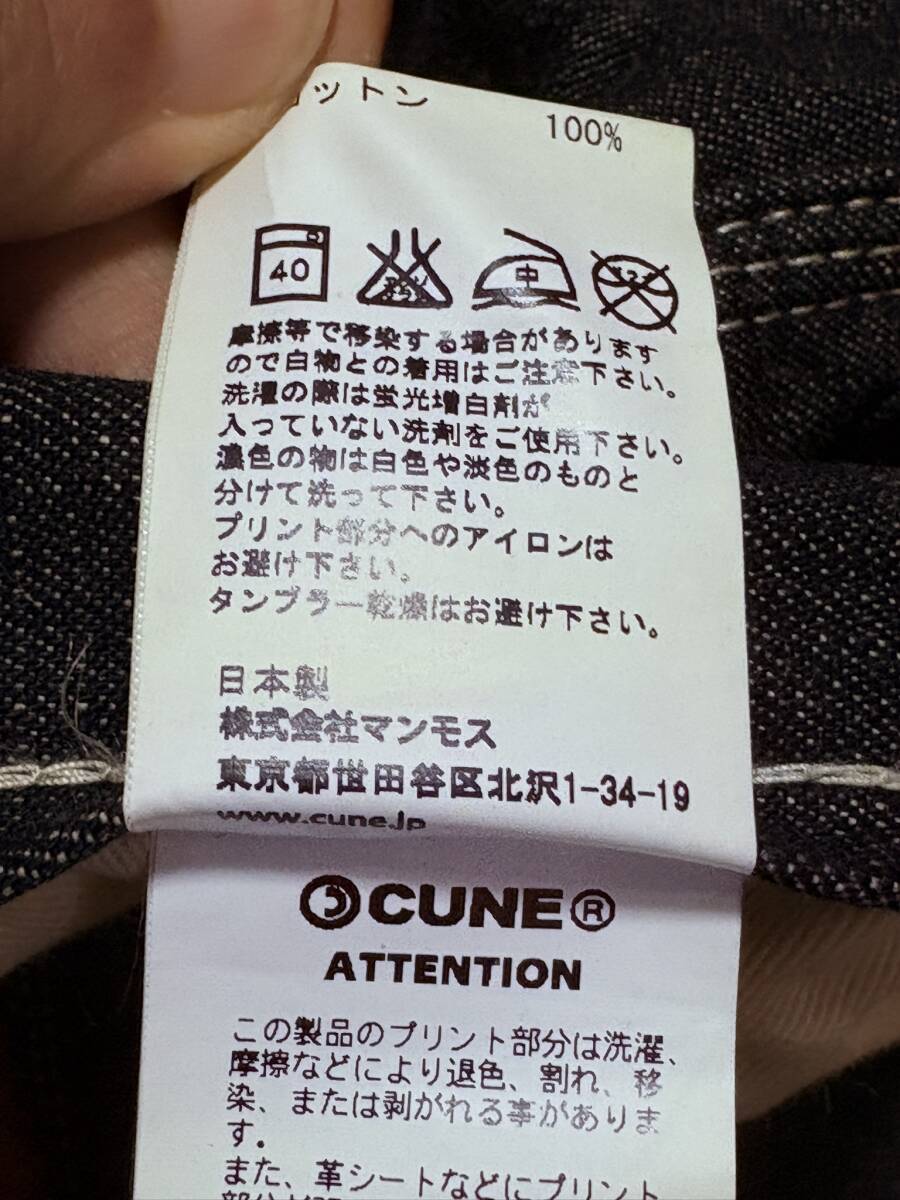 コットン
100%
40
エンソ サラシ
中
ドライ
摩擦等で移染する場合があります
ので白物との着用はご注意下さい。
洗濯の際は蛍光増白剤が
入っていない洗剤をご使用下さい。
濃色の物は白色や淡色のものと
分けて洗って下さい。
プリント部分へのアイロンは
お避け下さい。
タンブラー乾燥はお避け下さい。
日本製
株式会社マンモス
東京都世田谷区北沢1-34-19
www.cune.jp
CUNE®
ATTENTION
この製品のプリント部分は洗濯、
摩擦などにより退色、割れ、移
染、または剥がれる事がありま
す。
また、革シートなどにプリント